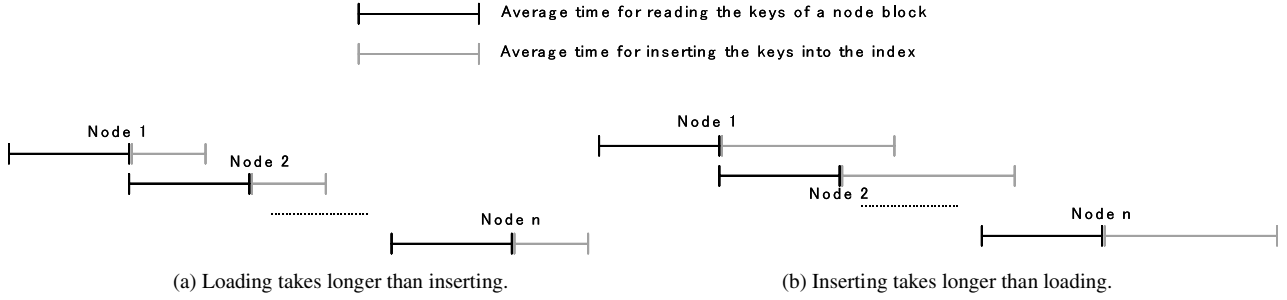 Average time for reading the keys of a node block
Average time for inserting the keys into the index
Node 1
Node 2
Node n
(a) Loading takes longer than inserting.
Node 1
Node 2
Node n
(b) Inserting takes longer than loading.